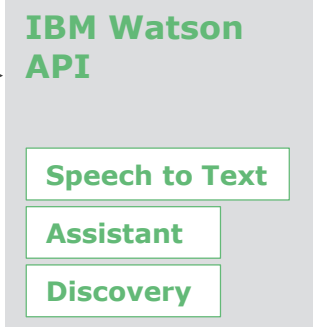 IBM Watson
API
Speech to Text
Assistant
Discovery